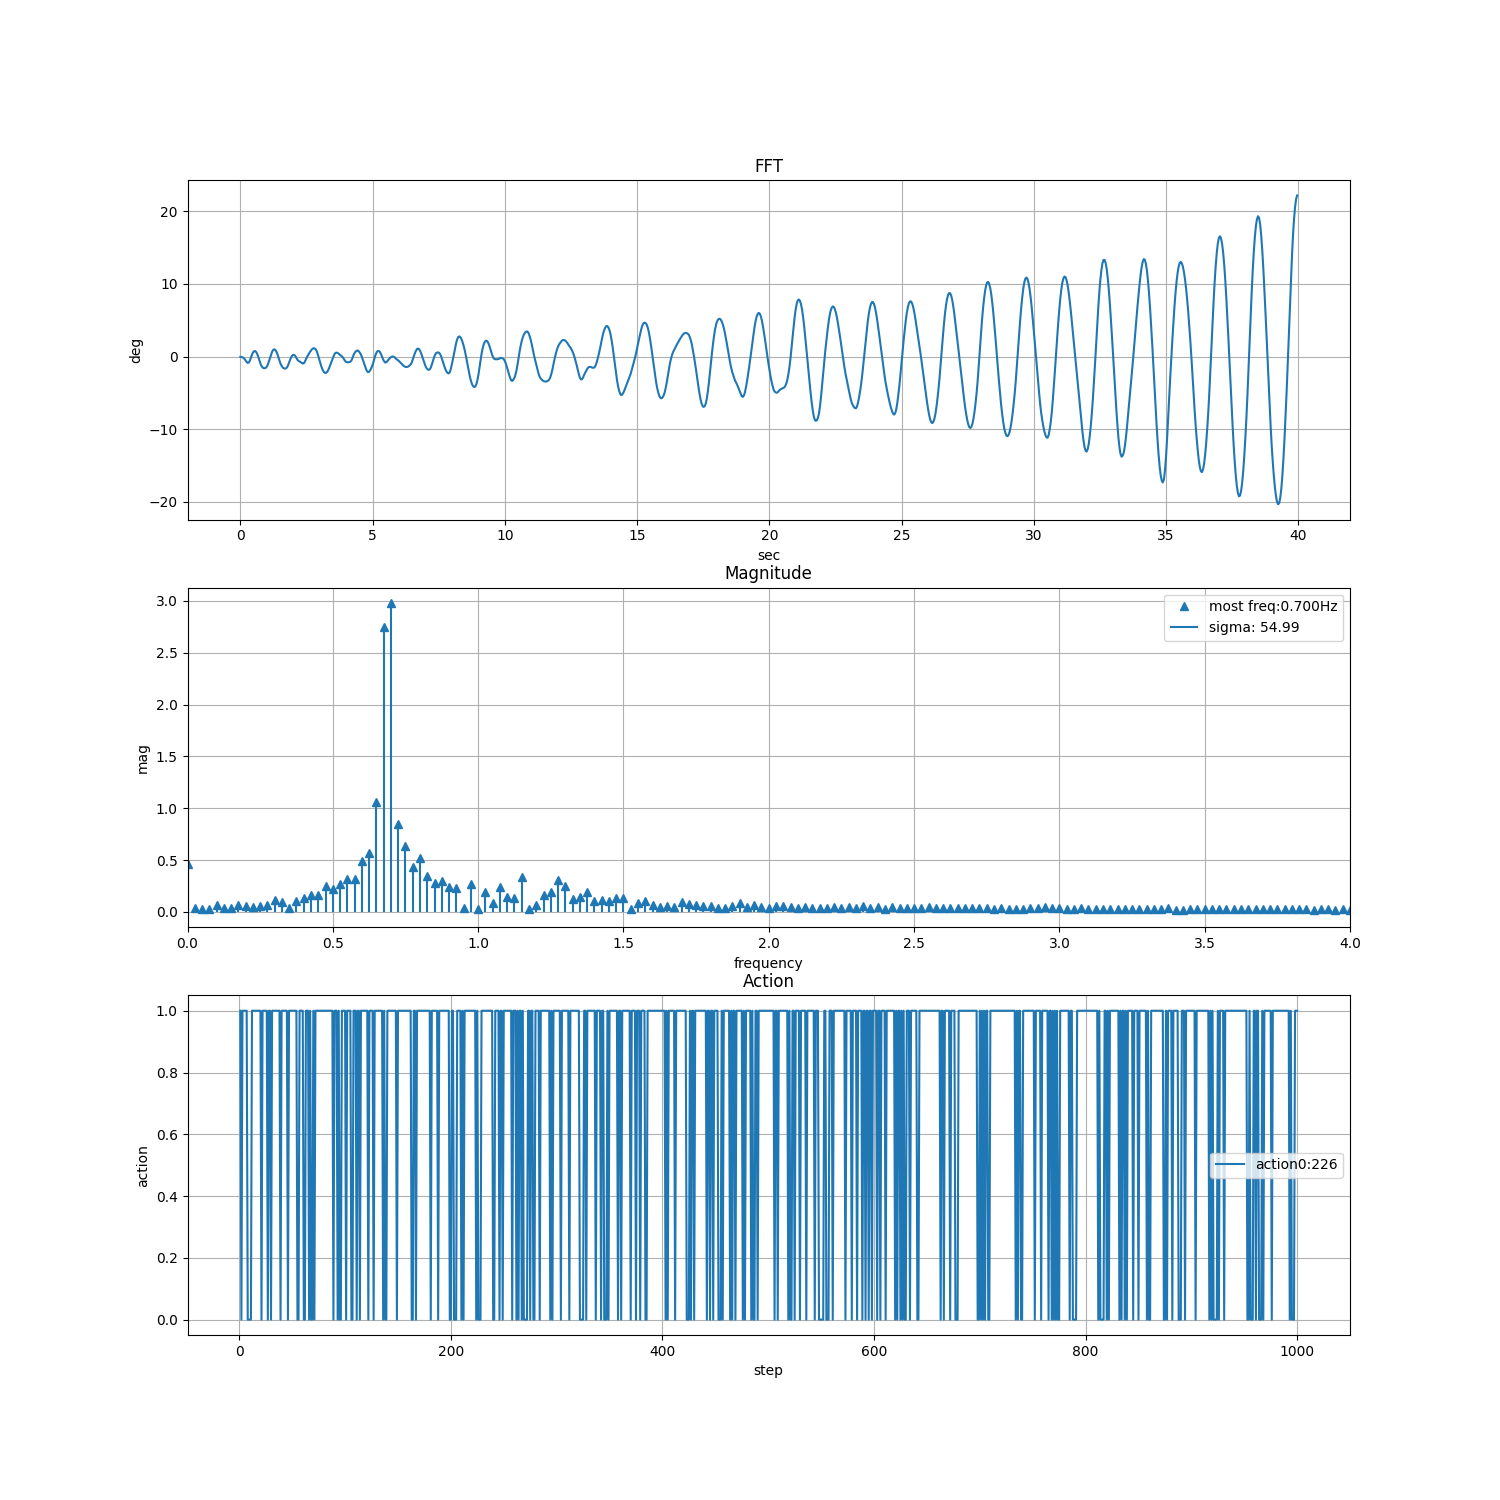 FFT
20
10
0
−10
−20
deg
0 5 10 15 20 25 30 35 40
sec
Magnitude
3.0
2.5
2.0
1.5
1.0
0.5
0.0
mag
most freq:0.700Hz
sigma: 54.99
0.0 0.5 1.0 1.5 2.0 2.5 3.0 3.5 4.0
frequency
Action
1.0
0.8
0.6
0.4
0.2
0.0
action
action0:226
0 200 400 600 800 1000
step